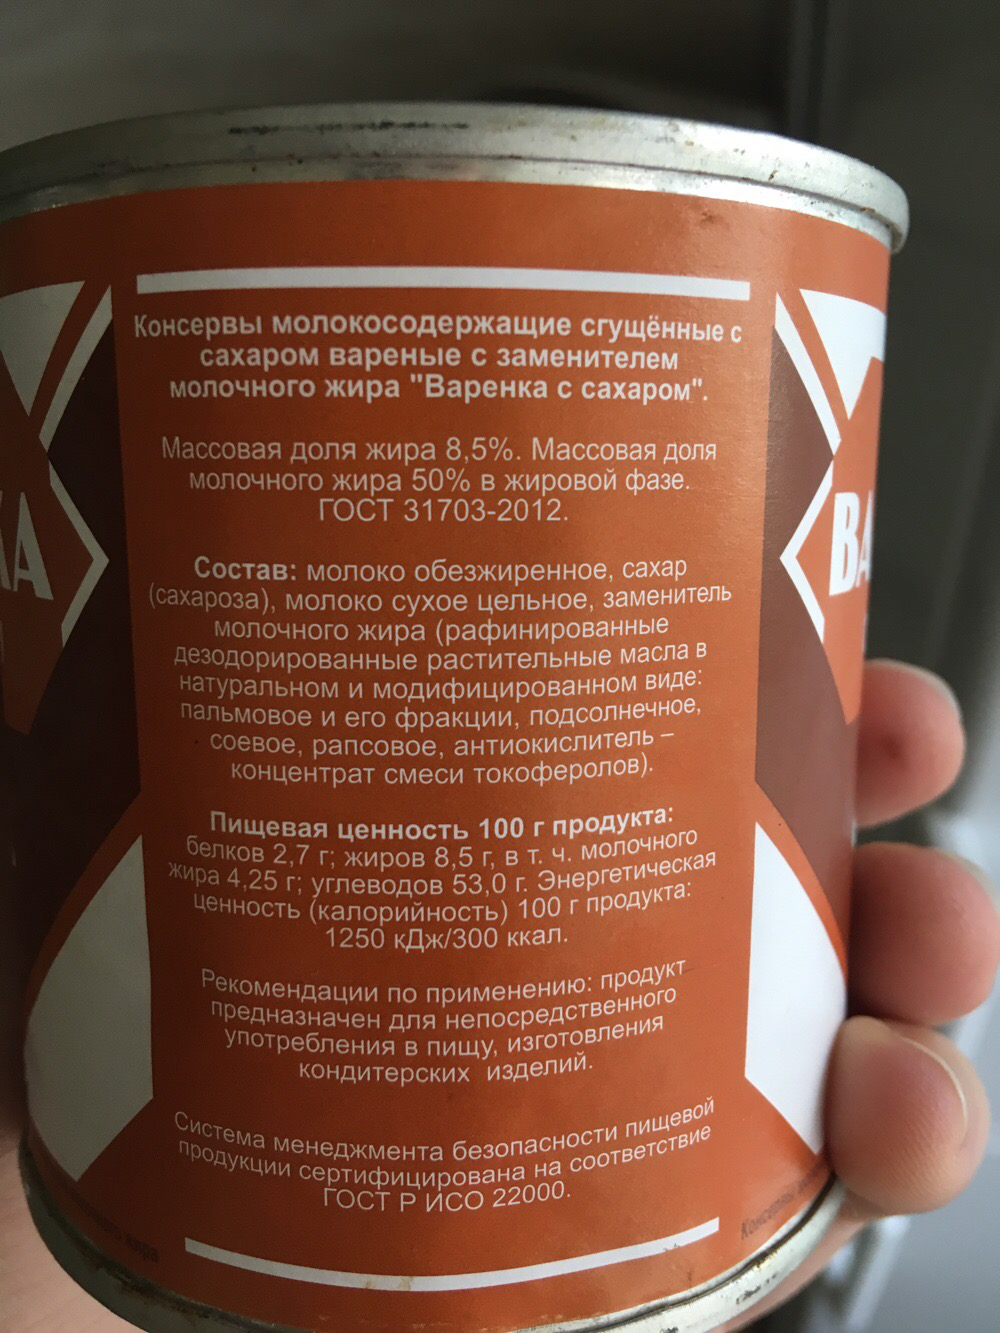 Консервы молокосодержащие сгущённые с
сахаром вареные с заменителем
молочного жира "Варенка с сахаром".
Массовая доля жира 8,5%. Массовая доля
молочного жира 50% в жировой фазе.
ГОСТ 31703-2012.
Состав: молоко обезжиренное, сахар
(сахароза), молоко сухое цельное, заменитель
молочного жира (рафинированные
дезодорированные растительные масла в
натуральном и модифицированном виде:
пальмовое и его фракции, подсолнечное,
соевое, рапсовое, антиокислитель –
концентрат смеси токоферолов).
Пищевая ценность 100 г продукта:
белков 2,7 г; жиров 8,5 г, в т. ч. молочного
жира 4,25 г; углеводов 53,0 г. Энергетическая
ценность (калорийность) 100 г продукта:
1250 кДж/300 ккал.
Рекомендации по применению: продукт
предназначен для непосредственного
употребления в пищу, изготовления
кондитерских изделий.
Система менеджмента безопасности пищевой
продукции сертифицирована на соответствие
ГОСТ Р ИСО 22000.